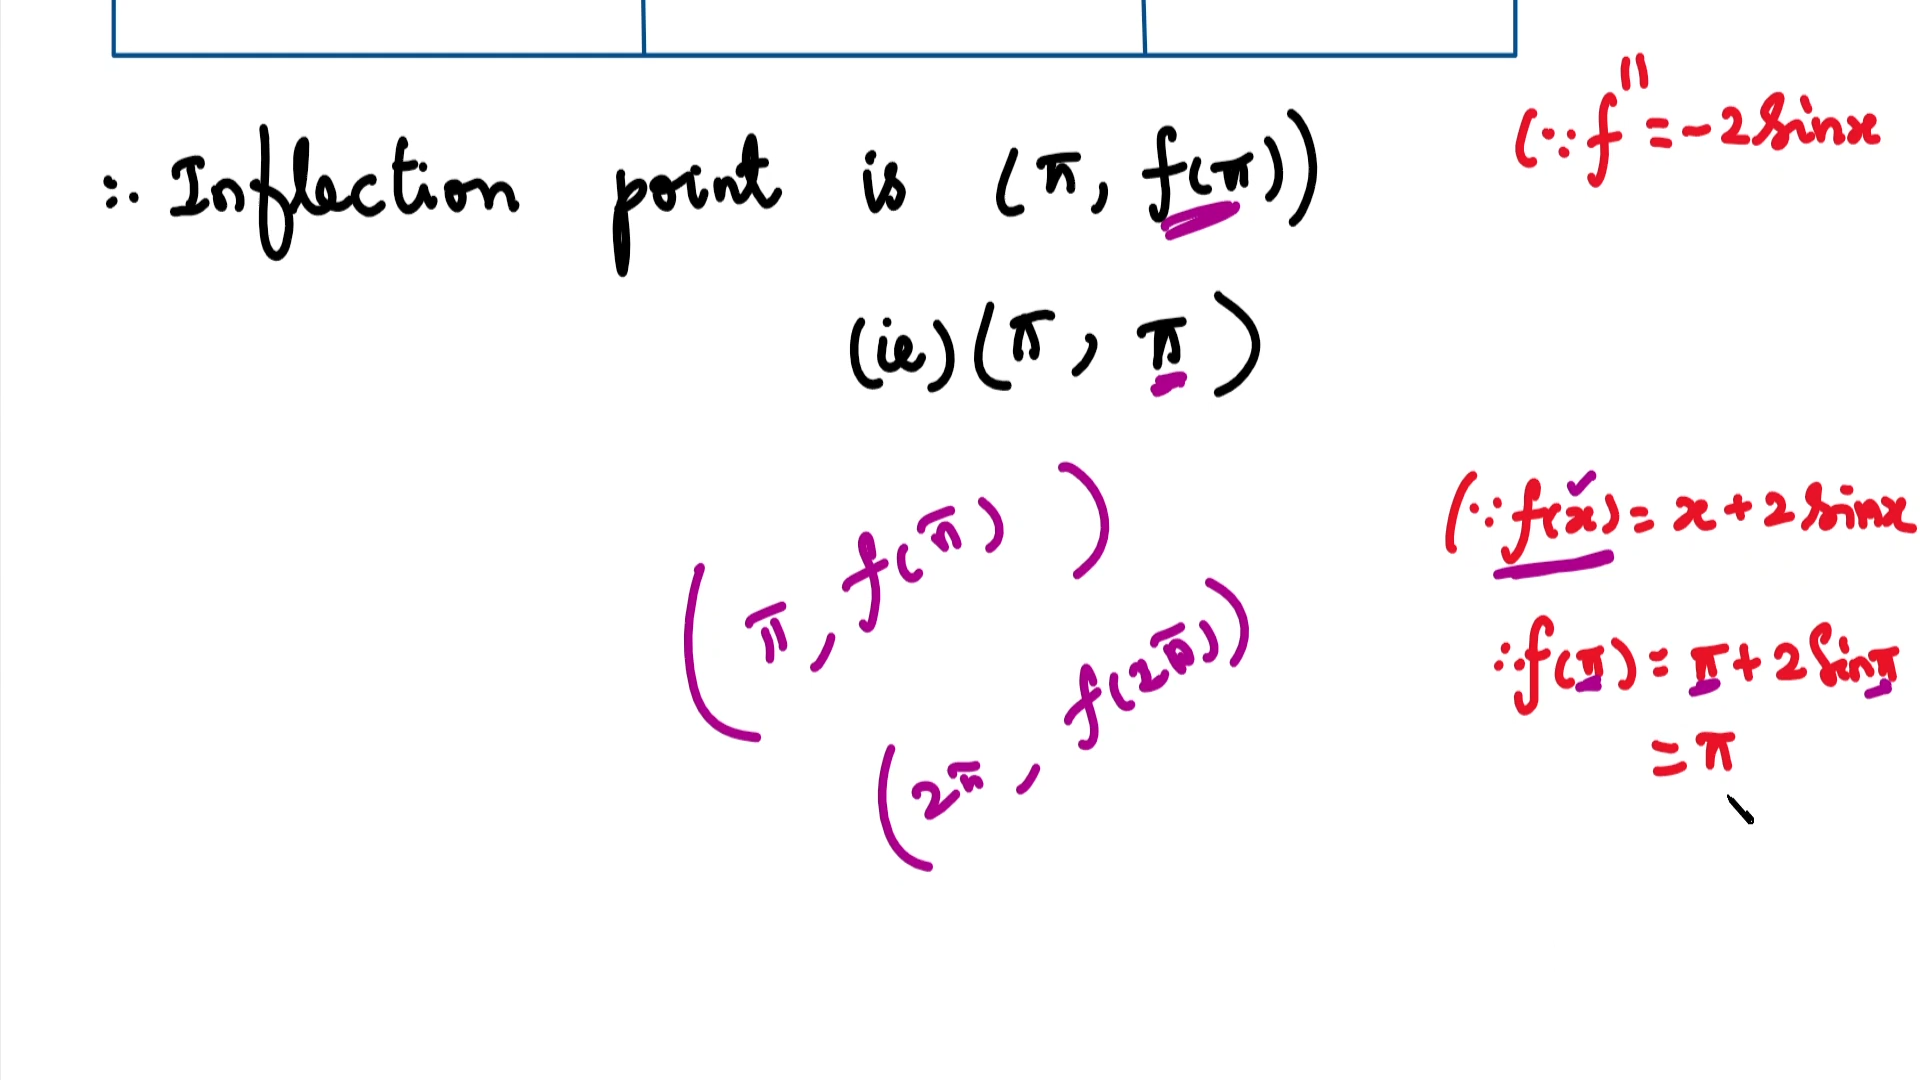 ∴ Inflection point is (π, f(π))
(∵ f" = -2 sinx
(ie) (π, π)
(π, f(π))
(∵ f(x) = x + 2 sinx
(2π, f(2π))
∴ f(π) = π + 2 sinπ
= π